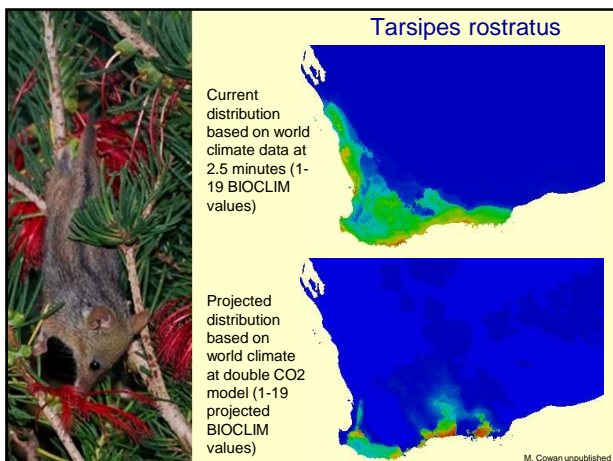 Tarsipes rostratus
Current
distribution
based on world
climate data at
2.5 minutes (1-
19 BIOCLIM
values)
Projected
distribution
based on
world climate
at double CO2
model (1-19
projected
BIOCLIM
values)
M. Cowan unpublished